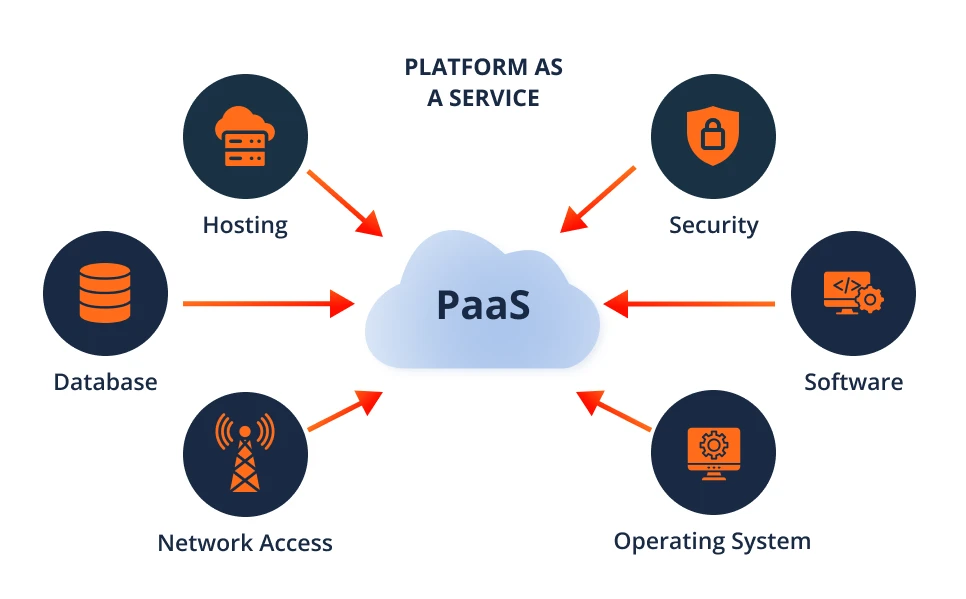 PLATFORM AS
A SERVICE
Hosting
Security
PaaS
Database
Software
Network Access
Operating System